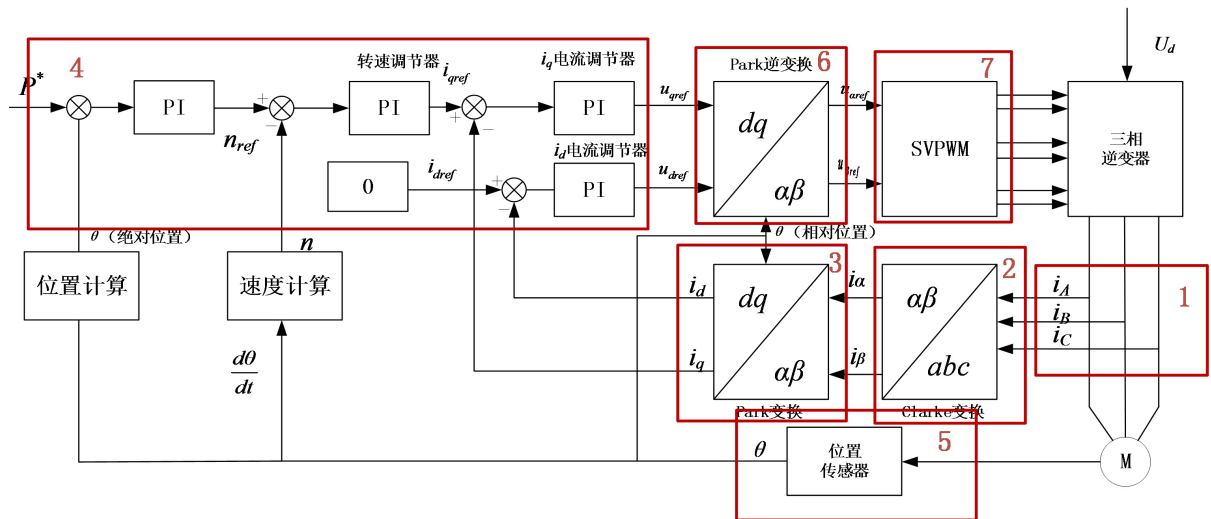 P*
4
PI
+
−
n_ref
转速调节器
PI
i_qref
+
−
i_q电流调节器
PI
u_qref
0
i_dref
+
−
i_d电流调节器
PI
u_dref
Park逆变换
6
dq
αβ
u_αref
u_βref
7
SVPWM
U_d
三相
逆变器
θ（绝对位置）
n
θ（相对位置）
位置计算
速度计算
dθ/dt
i_d
i_q
3
dq
αβ
Park变换
iα
iβ
2
αβ
abc
Clarke变换
i_A
i_B
i_C
1
θ
位置
传感器
5
M